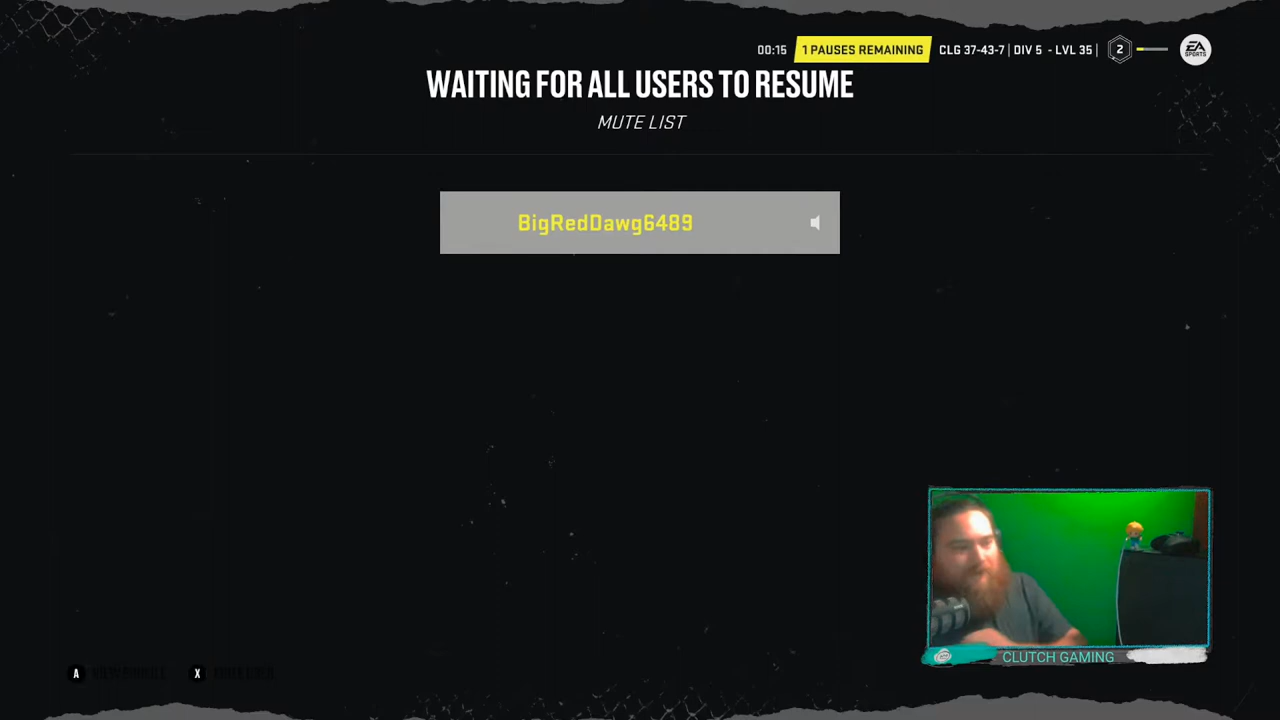 00:15 1 PAUSES REMAINING CLG 37-43-7 | DIV 5 - LVL 35 | 2 EA SPORTS
WAITING FOR ALL USERS TO RESUME
MUTE LIST
BigRedDawg6489
CLUTCH GAMING
A X